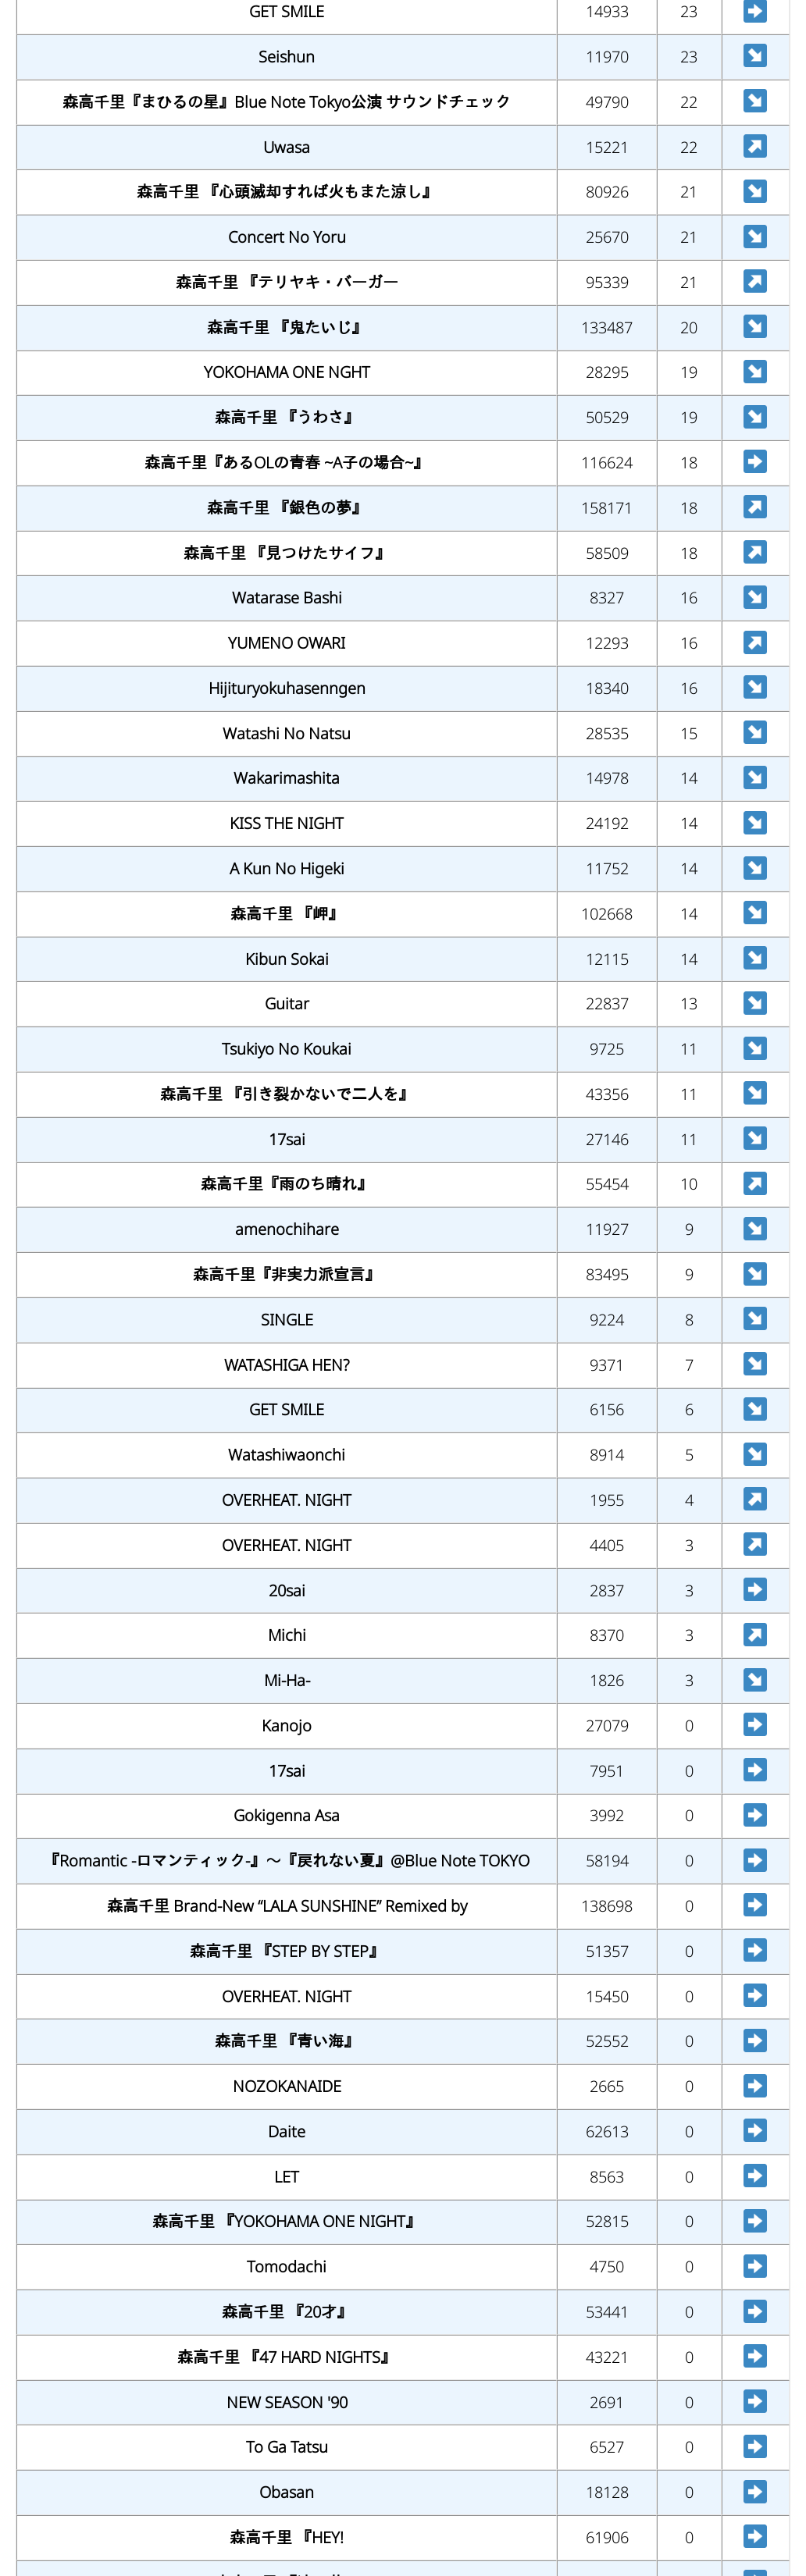 GET SMILE 14933 23
Seishun 11970 23
森高千里『まひるの星』Blue Note Tokyo公演 サウンドチェック 49790 22
Uwasa 15221 22
森高千里 『心頭滅却すれば火もまた涼し』 80926 21
Concert No Yoru 25670 21
森高千里 『テリヤキ・バーガー 95339 21
森高千里 『鬼たいじ』 133487 20
YOKOHAMA ONE NGHT 28295 19
森高千里 『うわさ』 50529 19
森高千里『あるOLの青春 ~A子の場合~』 116624 18
森高千里 『銀色の夢』 158171 18
森高千里 『見つけたサイフ』 58509 18
Watarase Bashi 8327 16
YUMENO OWARI 12293 16
Hijituryokuhasenngen 18340 16
Watashi No Natsu 28535 15
Wakarimashita 14978 14
KISS THE NIGHT 24192 14
A Kun No Higeki 11752 14
森高千里 『岬』 102668 14
Kibun Sokai 12115 14
Guitar 22837 13
Tsukiyo No Koukai 9725 11
森高千里 『引き裂かないで二人を』 43356 11
17sai 27146 11
森高千里『雨のち晴れ』 55454 10
amenochihare 11927 9
森高千里『非実力派宣言』 83495 9
SINGLE 9224 8
WATASHIGA HEN? 9371 7
GET SMILE 6156 6
Watashiwaonchi 8914 5
OVERHEAT. NIGHT 1955 4
OVERHEAT. NIGHT 4405 3
20sai 2837 3
Michi 8370 3
Mi-Ha- 1826 3
Kanojo 27079 0
17sai 7951 0
Gokigenna Asa 3992 0
『Romantic -ロマンティック-』～『戻れない夏』@Blue Note TOKYO 58194 0
森高千里 Brand-New “LALA SUNSHINE” Remixed by 138698 0
森高千里 『STEP BY STEP』 51357 0
OVERHEAT. NIGHT 15450 0
森高千里 『青い海』 52552 0
NOZOKANAIDE 2665 0
Daite 62613 0
LET 8563 0
森高千里 『YOKOHAMA ONE NIGHT』 52815 0
Tomodachi 4750 0
森高千里 『20才』 53441 0
森高千里 『47 HARD NIGHTS』 43221 0
NEW SEASON '90 2691 0
To Ga Tatsu 6527 0
Obasan 18128 0
森高千里 『HEY! 61906 0